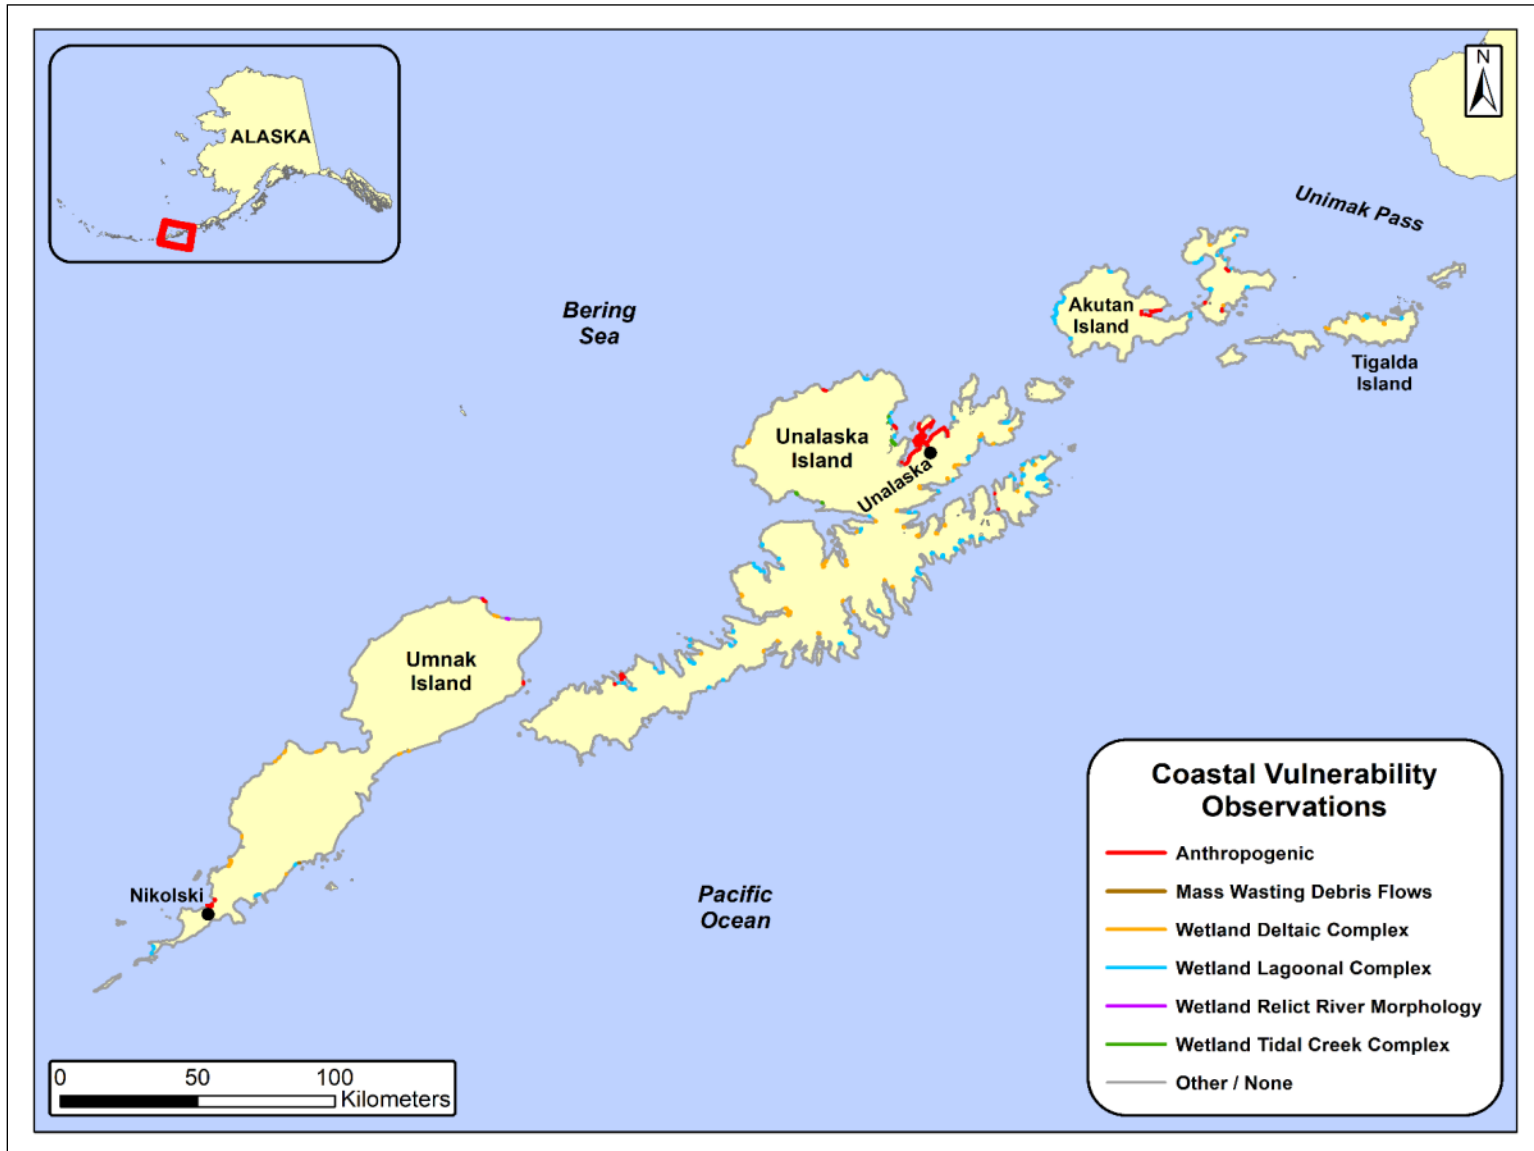 ALASKA
N
Unimak Pass
Bering
Sea
Akutan
Island
Tigalda
Island
Unalaska
Island
Unalaska
Umnak
Island
Nikolski
Pacific
Ocean
Coastal Vulnerability
Observations
Anthropogenic
Mass Wasting Debris Flows
Wetland Deltaic Complex
Wetland Lagoonal Complex
Wetland Relict River Morphology
Wetland Tidal Creek Complex
Other / None
0 50 100
Kilometers